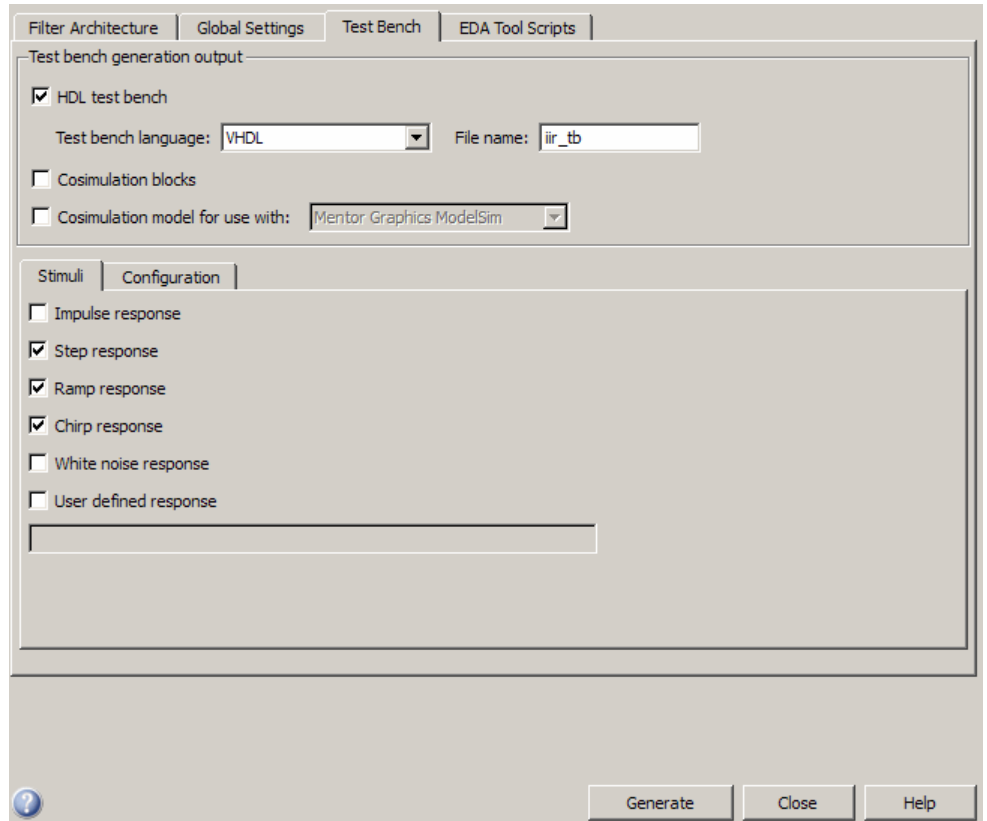 Filter Architecture Global Settings Test Bench EDA Tool Scripts
Test bench generation output
HDL test bench
Test bench language: VHDL File name: iir_tb
Cosimulation blocks
Cosimulation model for use with: Mentor Graphics ModelSim
Stimuli Configuration
Impulse response
Step response
Ramp response
Chirp response
White noise response
User defined response
? Generate Close Help